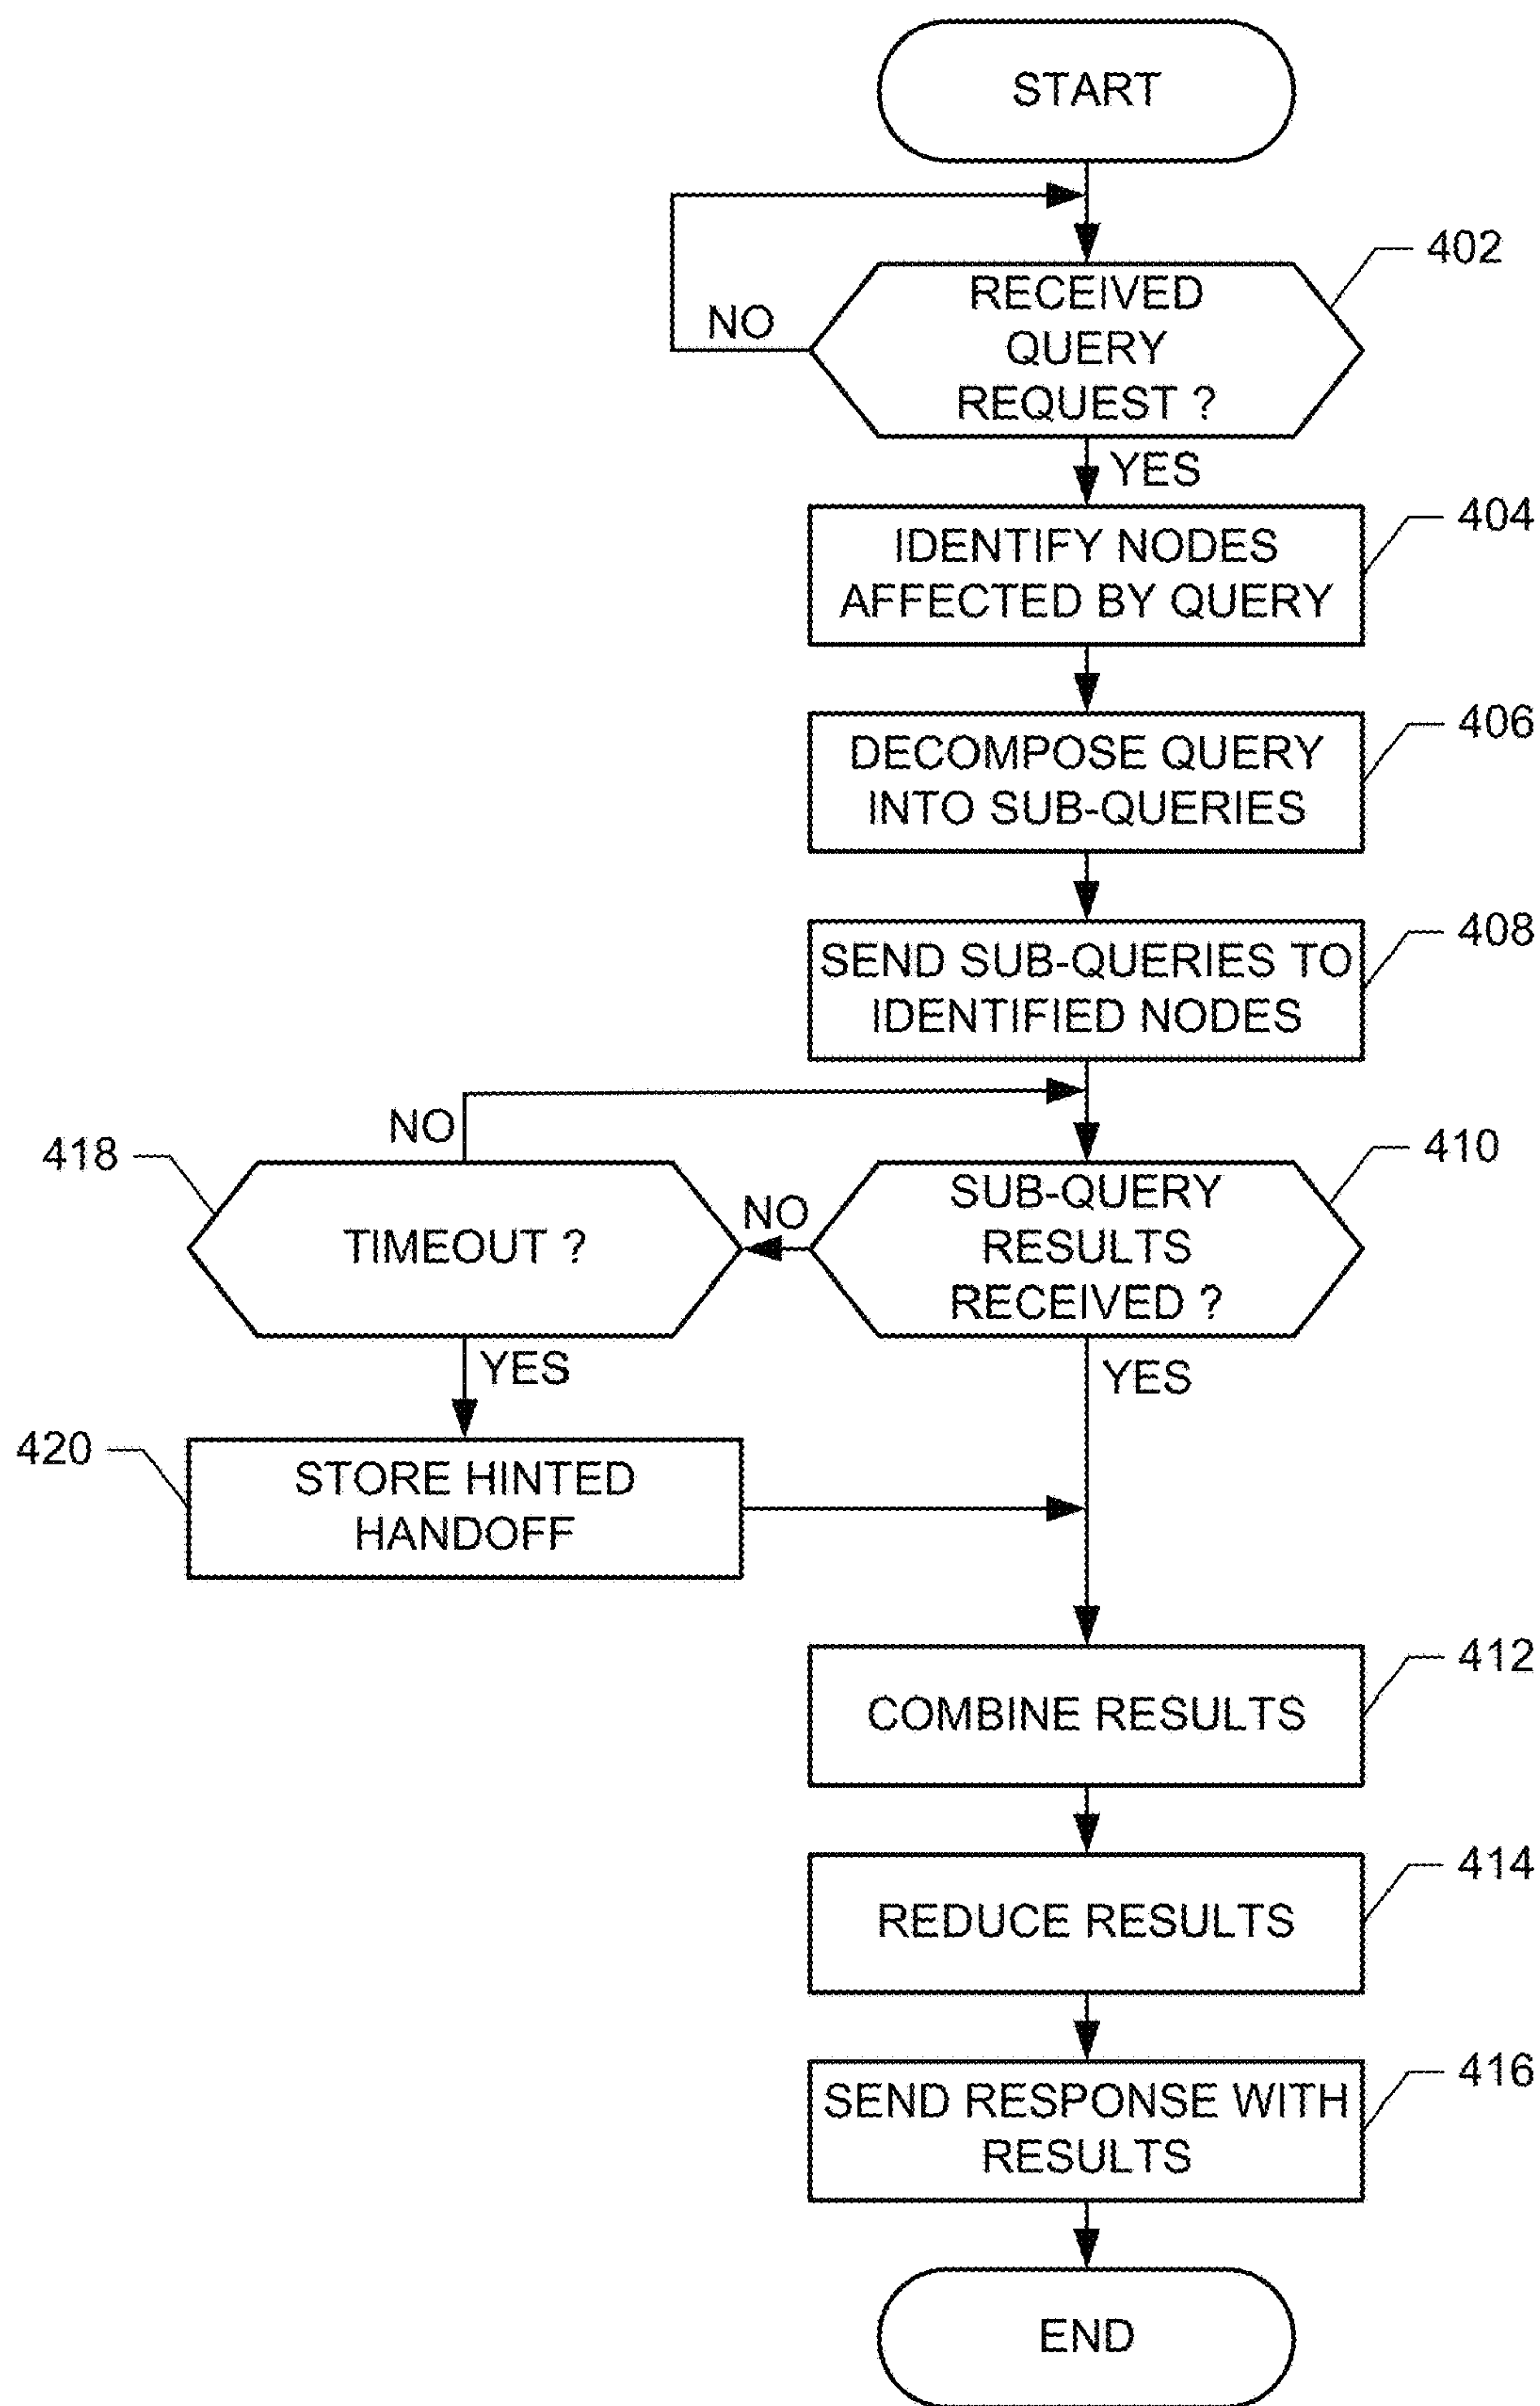 START
402
RECEIVED
QUERY
REQUEST ?
NO
YES
404
IDENTIFY NODES
AFFECTED BY QUERY
406
DECOMPOSE QUERY
INTO SUB-QUERIES
408
SEND SUB-QUERIES TO
IDENTIFIED NODES
NO
418
TIMEOUT ?
NO
410
SUB-QUERY
RESULTS
RECEIVED ?
YES
YES
420
STORE HINTED
HANDOFF
412
COMBINE RESULTS
414
REDUCE RESULTS
416
SEND RESPONSE WITH
RESULTS
END